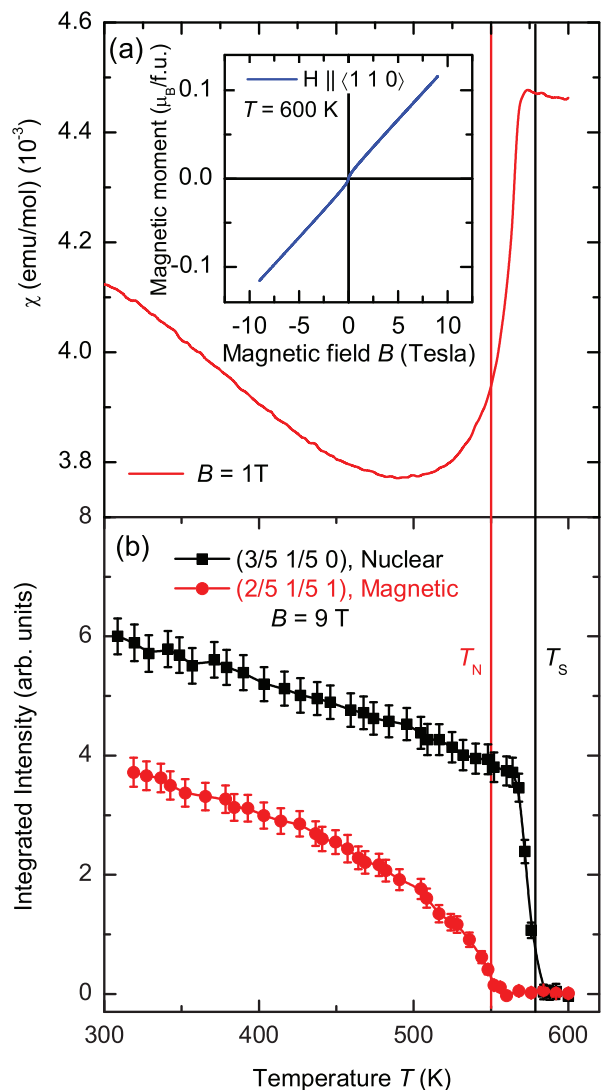 (a)
χ (emu/mol) (10⁻³)
4.6
4.4
4.2
4.0
3.8
8
B = 1T
Magnetic moment (μB/f.u.)
0.1
0.0
-0.1
H || ⟨1 1 0⟩
T = 600 K
-10 -5 0 5 10
Magnetic field B (Tesla)
(b)
(3/5 1/5 0), Nuclear
(2/5 1/5 1), Magnetic
B = 9 T
TN
TS
Integrated Intensity (arb. units)
6
4
2
0
300 400 500 600
Temperature T (K)